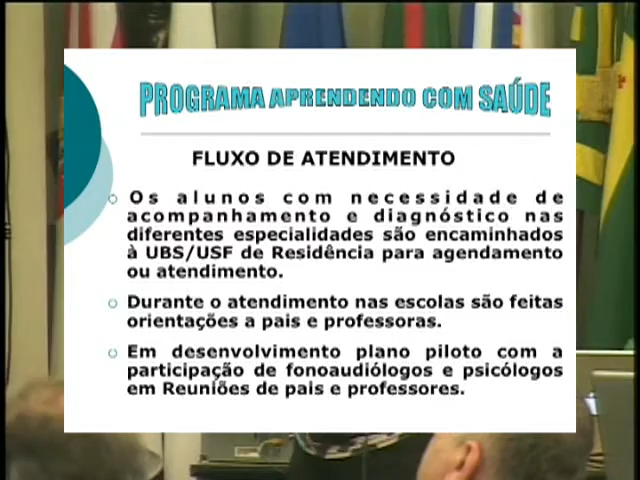 PROGRAMA APRENDENDO COM SAÚDE
FLUXO DE ATENDIMENTO
Os alunos com necessidade de
acompanhamento e diagnóstico nas
diferentes especialidades são encaminhados
à UBS/USF de Residência para agendamento
ou atendimento.
Durante o atendimento nas escolas são feitas
orientações a pais e professoras.
Em desenvolvimento plano piloto com a
participação de fonoaudiólogos e psicólogos
em Reuniões de pais e professores.